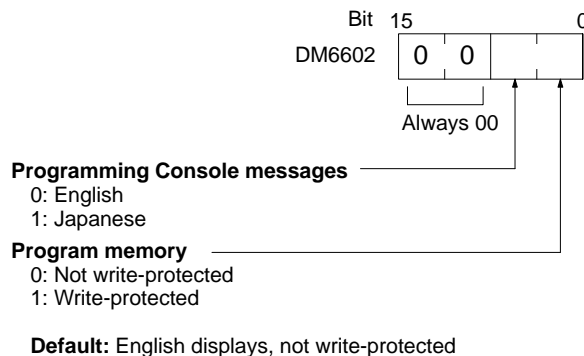 Bit 15 0
DM6602 0 0
Always 00
Programming Console messages
0: English
1: Japanese
Program memory
0: Not write-protected
1: Write-protected
Default: English displays, not write-protected